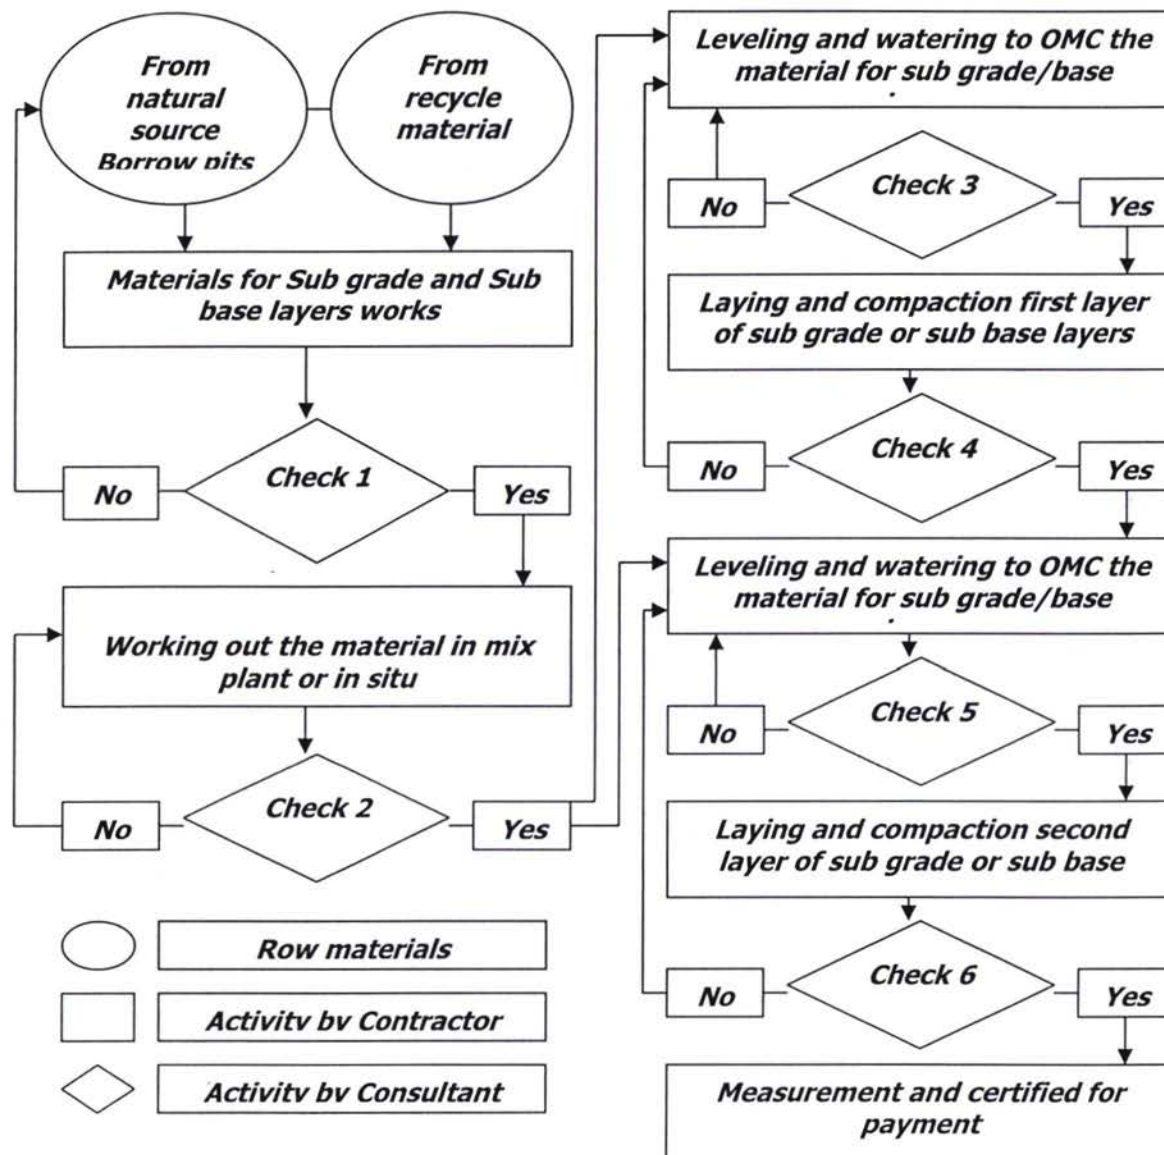 From
natural
source
Borrow pits
From
recycle
material
Materials for Sub grade and Sub
base layers works
Check 1
No
Yes
Working out the material in mix
plant or in situ
Check 2
No
Yes
Row materials
Activity by Contractor
Activity by Consultant
Leveling and watering to OMC the
material for sub grade/base
.
Check 3
No
Yes
Laying and compaction first layer
of sub grade or sub base layers
Check 4
No
Yes
Leveling and watering to OMC the
material for sub grade/base
.
Check 5
No
Yes
Laying and compaction second
layer of sub grade or sub base
Check 6
No
Yes
Measurement and certified for
payment